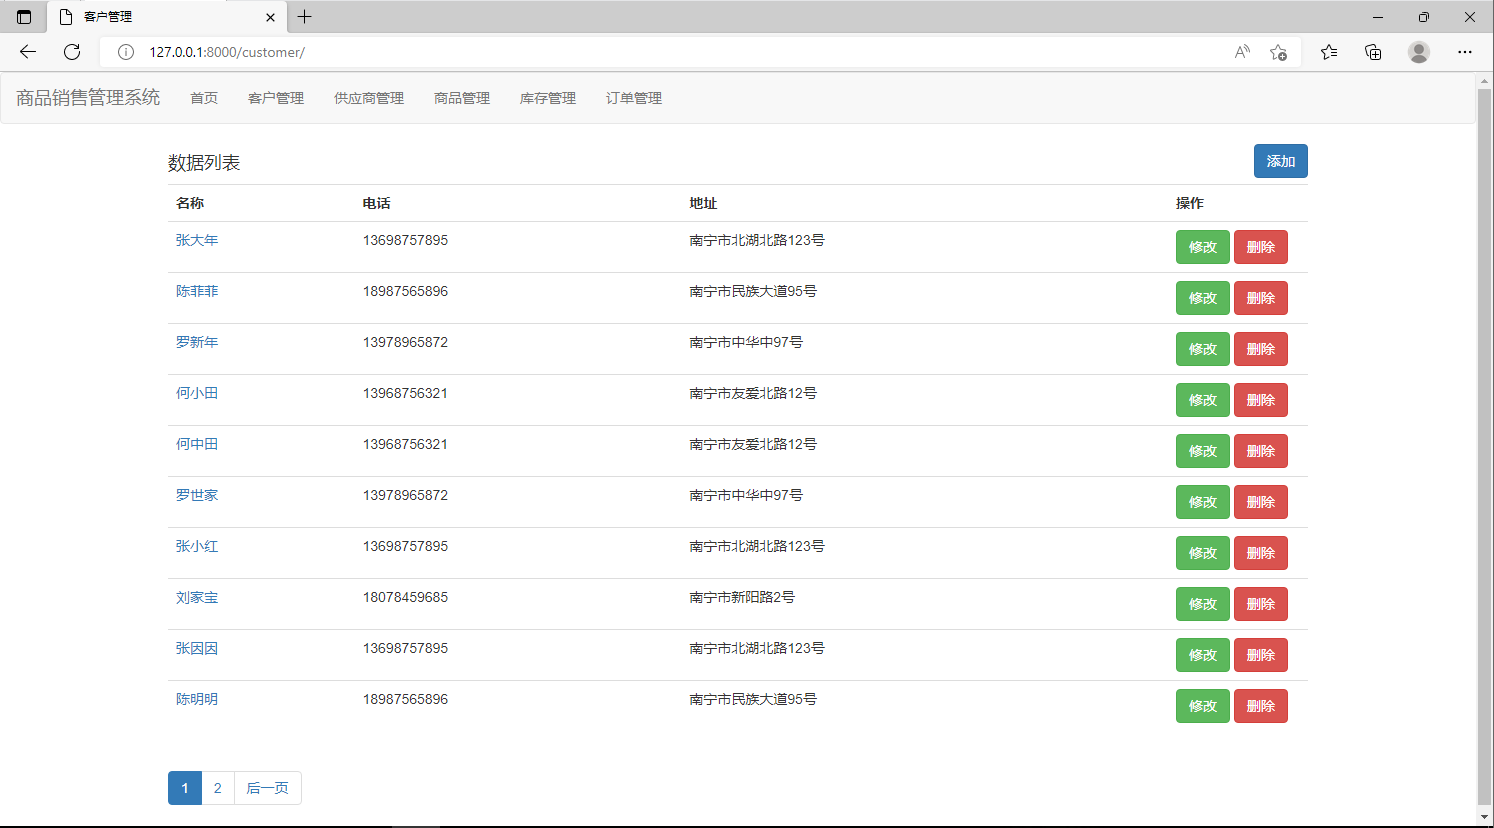 客户管理
127.0.0.1:8000/customer/
商品销售管理系统 首页 客户管理 供应商管理 商品管理 库存管理 订单管理
数据列表 添加
名称 电话 地址 操作
张大年 13698757895 南宁市北湖北路123号 修改 删除
陈菲菲 18987565896 南宁市民族大道95号 修改 删除
罗新年 13978965872 南宁市中华中97号 修改 删除
何小田 13968756321 南宁市友爱北路12号 修改 删除
何中田 13968756321 南宁市友爱北路12号 修改 删除
罗世家 13978965872 南宁市中华中97号 修改 删除
张小红 13698757895 南宁市北湖北路123号 修改 删除
刘家宝 18078459685 南宁市新阳路2号 修改 删除
张因因 13698757895 南宁市北湖北路123号 修改 删除
陈明明 18987565896 南宁市民族大道95号 修改 删除
1 2 后一页